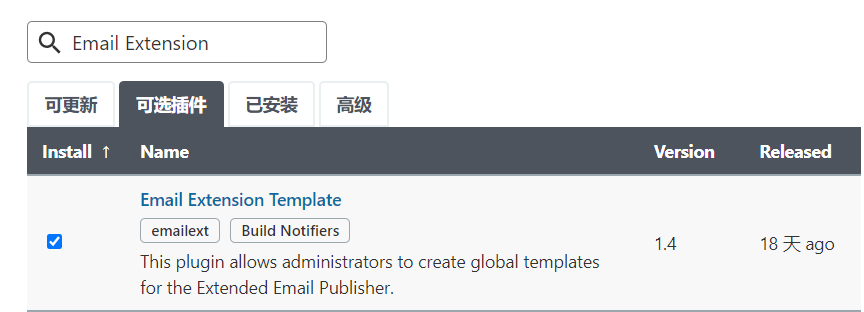 Email Extension
可更新 可选插件 已安装 高级
Install ↑ Name Version Released
Email Extension Template
emailext Build Notifiers
This plugin allows administrators to create global templates
for the Extended Email Publisher.
1.4 18 天 ago